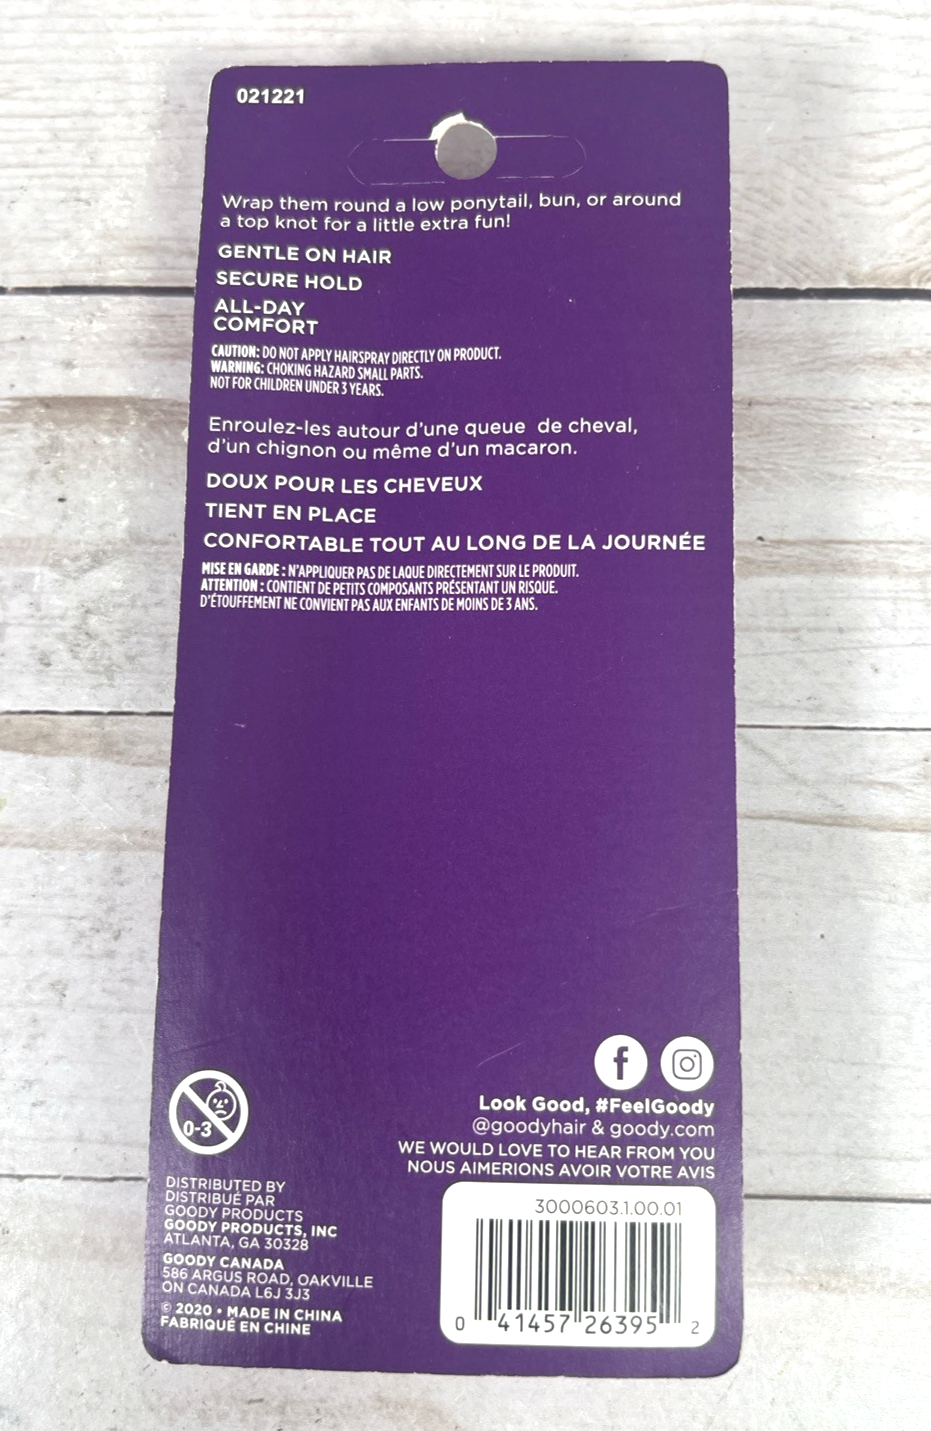 021221
Wrap them round a low ponytail, bun, or around
a top knot for a little extra fun!
GENTLE ON HAIR
SECURE HOLD
ALL-DAY
COMFORT
CAUTION: DO NOT APPLY HAIRSPRAY DIRECTLY ON PRODUCT.
WARNING: CHOKING HAZARD SMALL PARTS.
NOT FOR CHILDREN UNDER 3 YEARS.
Enroulez-les autour d'une queue de cheval,
d'un chignon ou même d'un macaron.
DOUX POUR LES CHEVEUX
TIENT EN PLACE
CONFORTABLE TOUT AU LONG DE LA JOURNÉE
MISE EN GARDE : N'APPLIQUER PAS DE LAQUE DIRECTEMENT SUR LE PRODUIT.
ATTENTION : CONTIENT DE PETITS COMPOSANTS PRÉSENTANT UN RISQUE.
D'ÉTOUFFEMENT NE CONVIENT PAS AUX ENFANTS DE MOINS DE 3 ANS.
0-3
Look Good, #FeelGoody
@goodyhair & goody.com
WE WOULD LOVE TO HEAR FROM YOU
NOUS AIMERIONS AVOIR VOTRE AVIS
DISTRIBUTED BY
DISTRIBUÉ PAR
GOODY PRODUCTS
GOODY PRODUCTS, INC
ATLANTA, GA 30328
GOODY CANADA
586 ARGUS ROAD, OAKVILLE
ON CANADA L6J 3J3
© 2020 • MADE IN CHINA
FABRIQUÉ EN CHINE
3000603.1.00.01
0 41457 26395 2